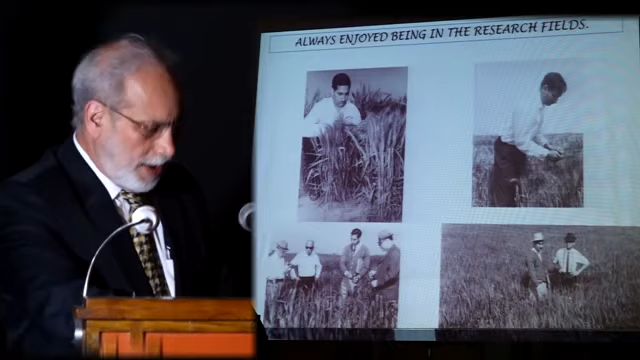 ALWAYS ENJOYED BEING IN THE RESEARCH FIELDS.